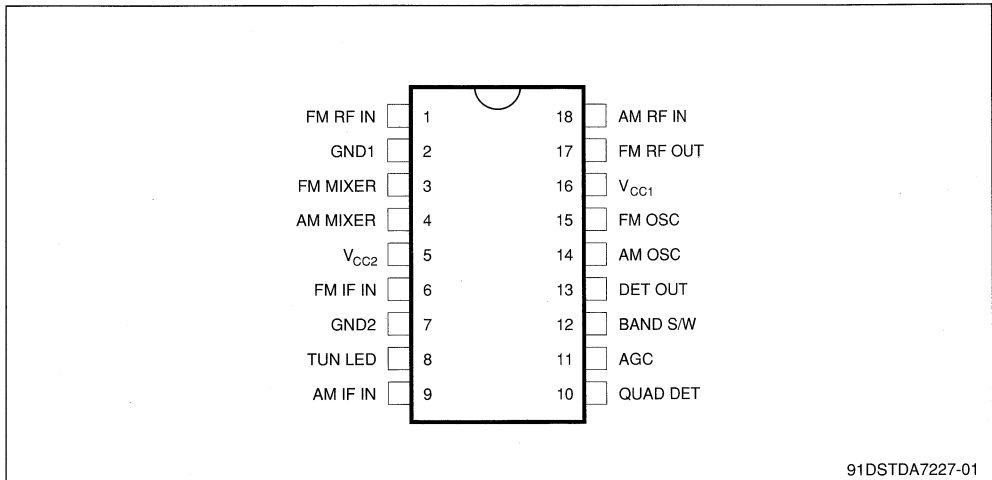 FM RF IN 1 18 AM RF IN
GND1 2 17 FM RF OUT
FM MIXER 3 16 VCC1
AM MIXER 4 15 FM OSC
VCC2 5 14 AM OSC
FM IF IN 6 13 DET OUT
GND2 7 12 BAND S/W
TUN LED 8 11 AGC
AM IF IN 9 10 QUAD DET
91DSTDA7227-01